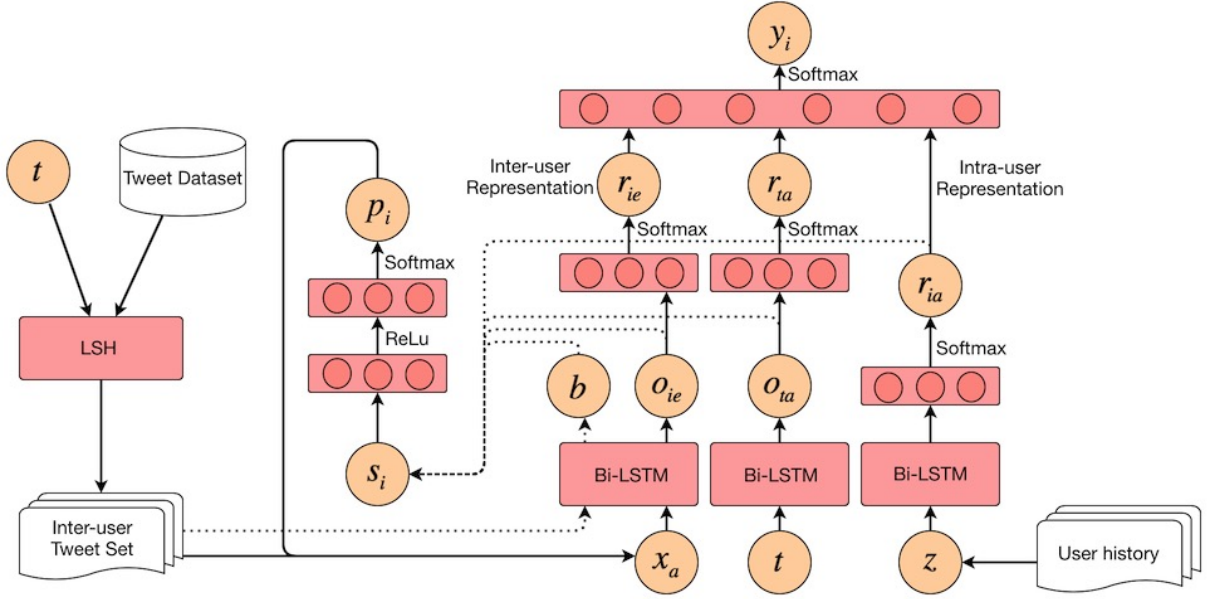 y_i
Softmax
t
Tweet Dataset
Inter-user
Representation
r_ie
r_ta
Intra-user
Representation
p_i
Softmax
Softmax
Softmax
r_ia
LSH
ReLu
Softmax
b
o_ie
o_ta
s_i
Bi-LSTM
Bi-LSTM
Bi-LSTM
Inter-user
Tweet Set
x_a
t
z
User history